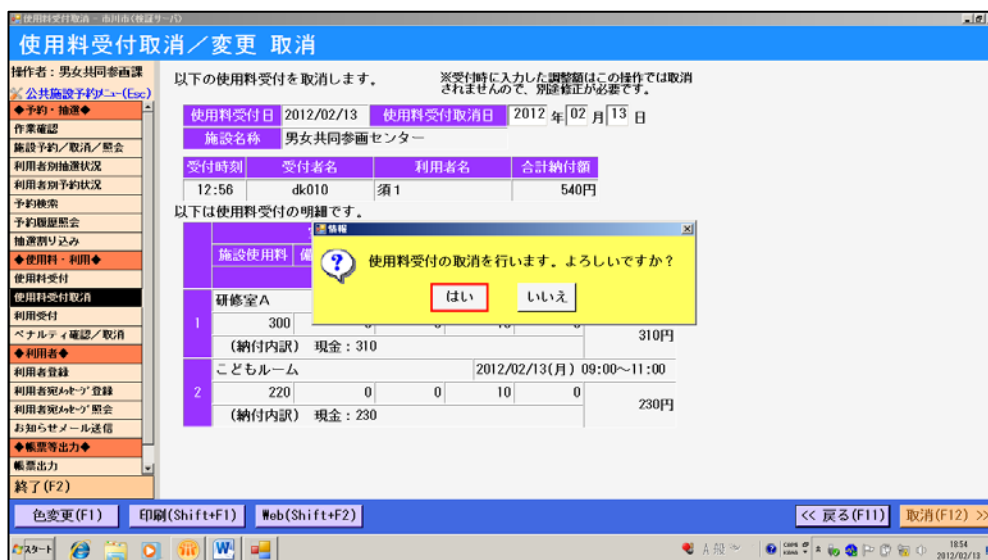 使用料受付取消 - 市川市(検証サーバ)
使用料受付取消／変更 取消
操作者：男女共同参画課
公共施設予約メニュー(Esc)
◆予約・抽選◆
作業確認
施設予約／取消／照会
利用者別抽選状況
利用者別予約状況
予約検索
予約履歴照会
抽選割り込み
◆使用料・利用◆
使用料受付
使用料受付取消
利用受付
ペナルティ確認／取消
◆利用者◆
利用者登録
利用者宛ﾒｯｾｰｼﾞ登録
利用者宛ﾒｯｾｰｼﾞ照会
お知らせメール送信
◆帳票等出力◆
帳票出力
終了(F2)
以下の使用料受付を取消します．
※受付時に入力した調整額はこの操作では取消
されませんので、別途修正が必要です。
使用料受付日 2012/02/13 使用料受付取消日 2012 年 02 月 13 日
施設名称 男女共同参画センター
受付時刻 受付者名 利用者名 合計納付額
12:56 dk010 須１ 540円
以下は使用料受付の明細です．
施設使用料
情報
使用料受付の取消を行います．よろしいですか？
はい いいえ
研修室A
1 300 310円
(納付内訳) 現金：310
こどもルーム 2012/02/13(月) 09:00～11:00
2 220 0 0 10 0 230円
(納付内訳) 現金：230
色変更(F1) 印刷(Shift+F1) Web(Shift+F2) << 戻る(F11) 取消(F12) >>
スタート A 般 18:54
2012/02/13